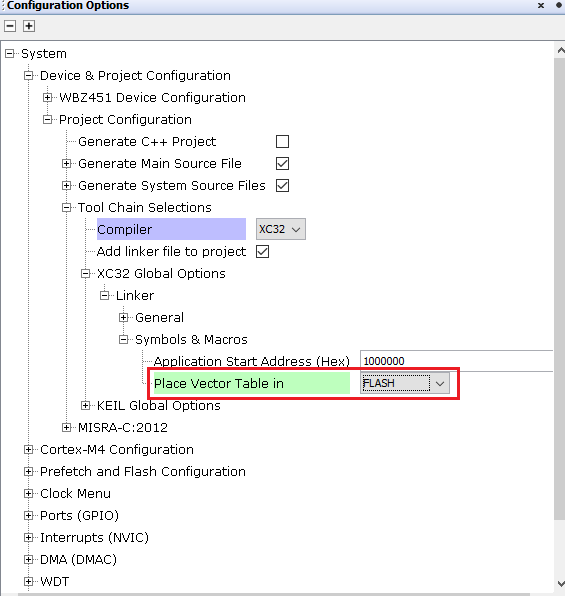 Configuration Options
System
Device & Project Configuration
WBZ451 Device Configuration
Project Configuration
Generate C++ Project
Generate Main Source File
Generate System Source Files
Tool Chain Selections
Compiler XC32
Add linker file to project
XC32 Global Options
Linker
General
Symbols & Macros
Application Start Address (Hex) 1000000
Place Vector Table in FLASH
KEIL Global Options
MISRA-C:2012
Cortex-M4 Configuration
Prefetch and Flash Configuration
Clock Menu
Ports (GPIO)
Interrupts (NVIC)
DMA (DMAC)
WDT